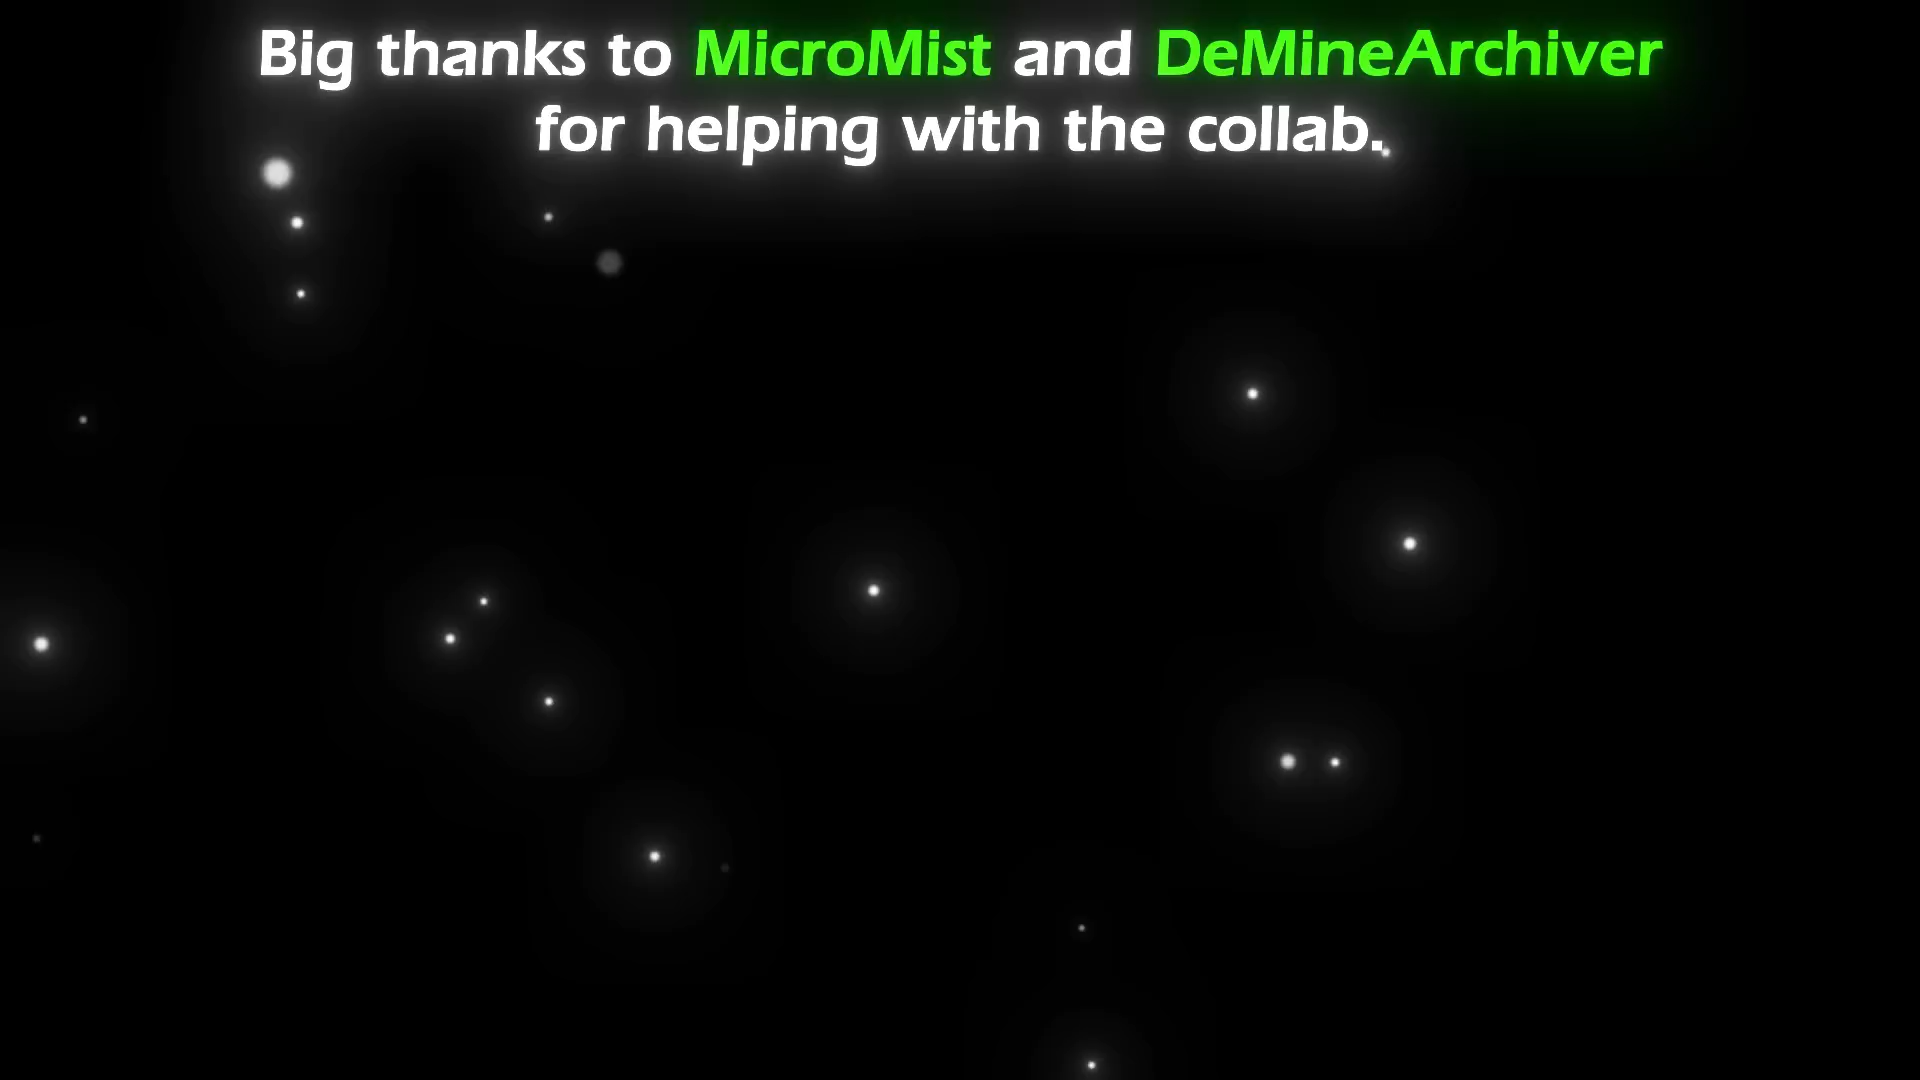 Big thanks to MicroMist and DeMineArchiver
for helping with the collab.